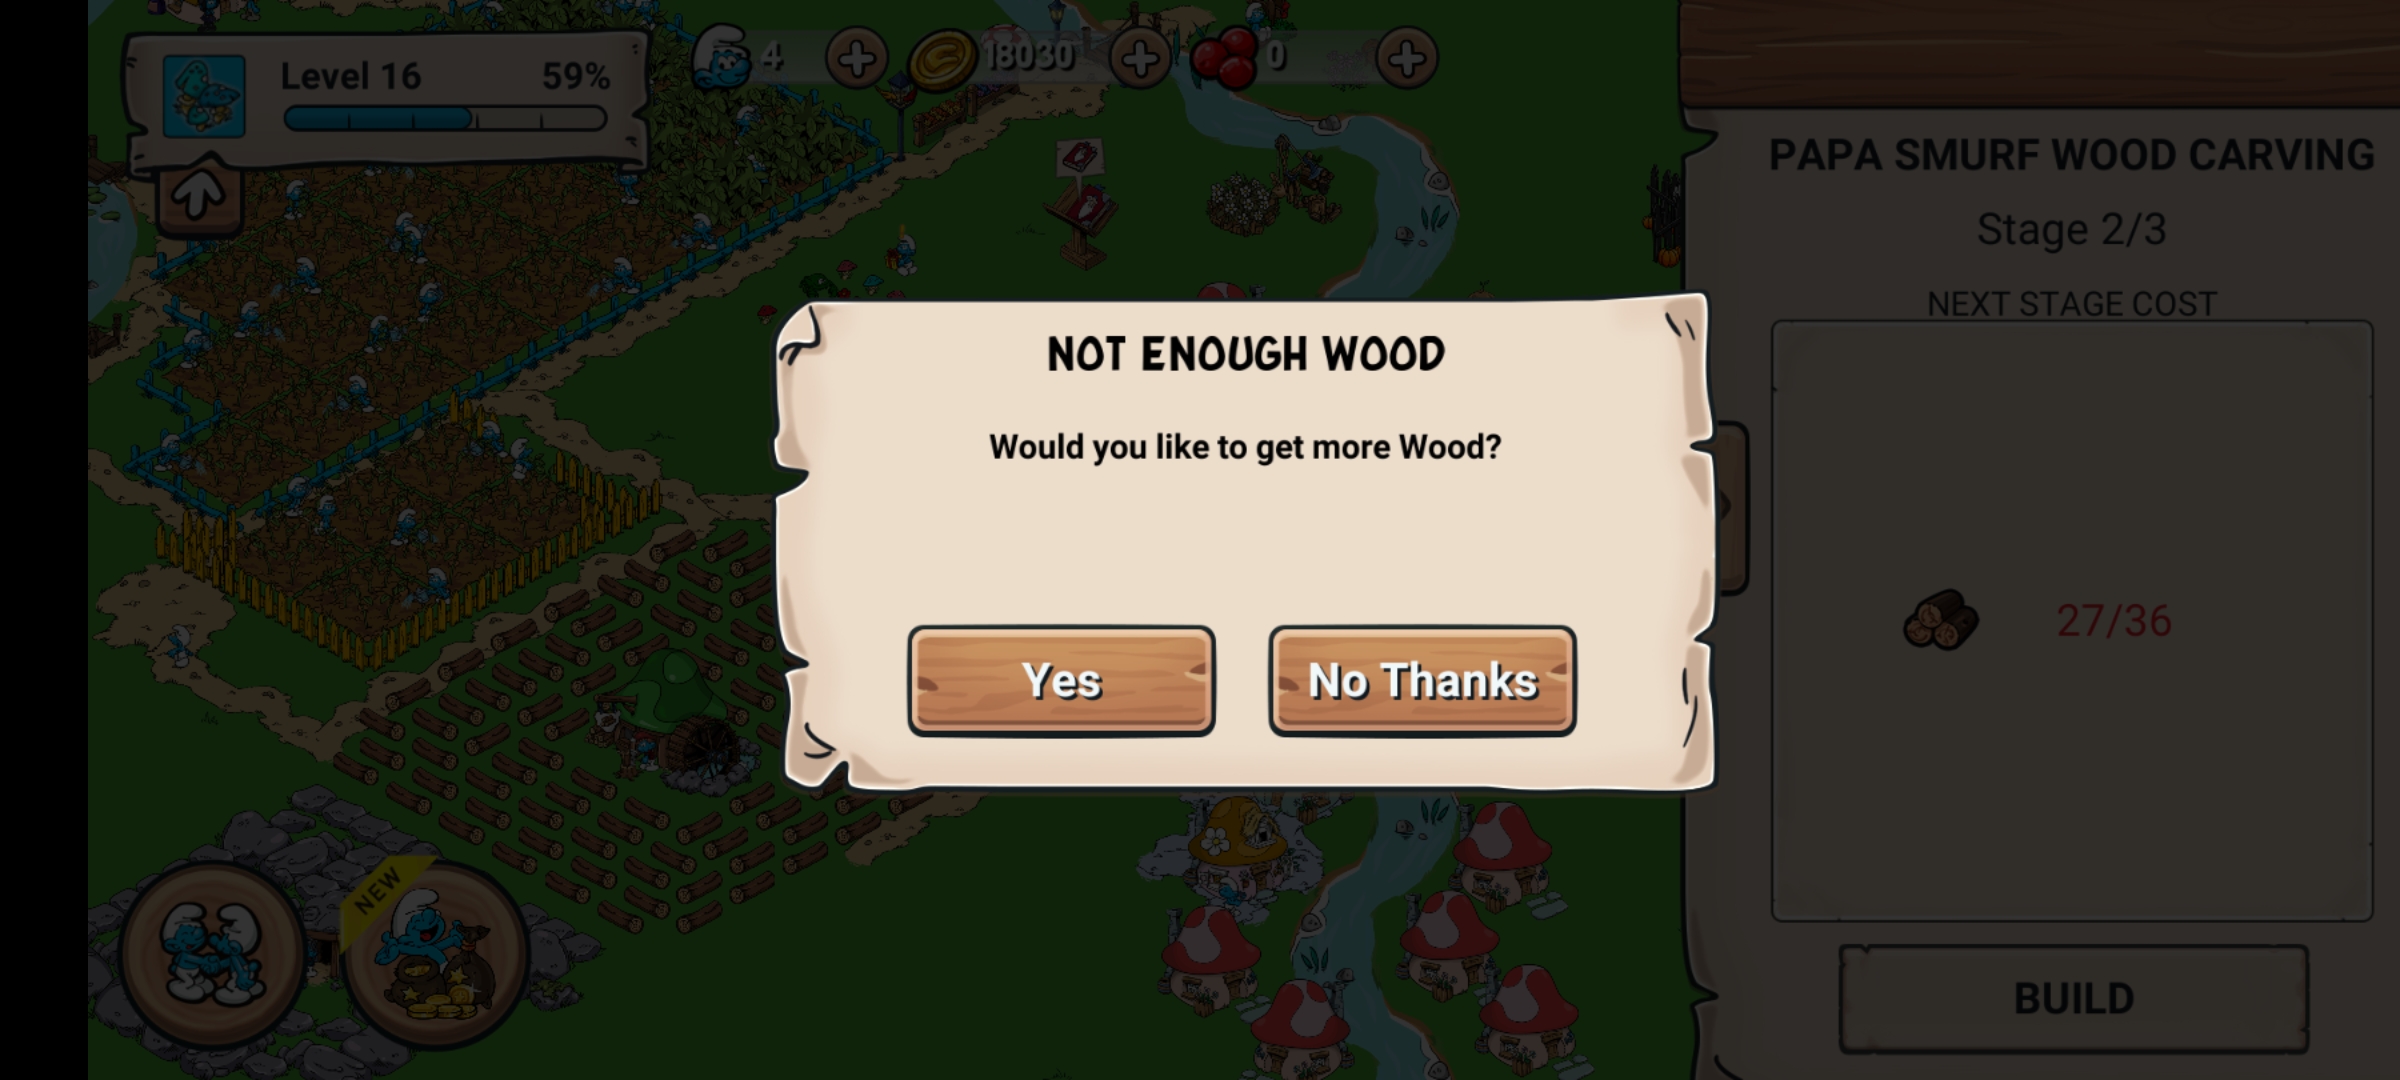 Level 16
59%
4
18030
0
PAPA SMURF WOOD CARVING
Stage 2/3
NEXT STAGE COST
NOT ENOUGH WOOD
Would you like to get more Wood?
27/36
Yes
No Thanks
NEW
BUILD